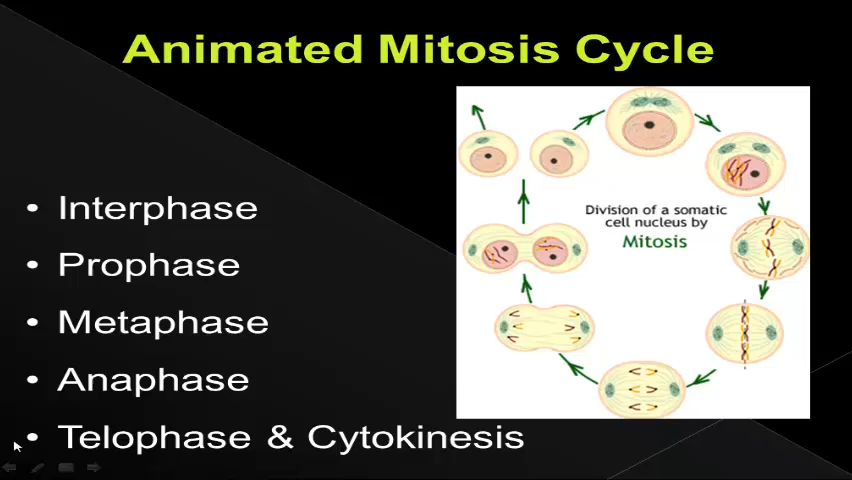 Animated Mitosis Cycle
• Interphase
• Prophase
• Metaphase
• Anaphase
• Telophase & Cytokinesis
Division of a somatic
cell nucleus by
Mitosis